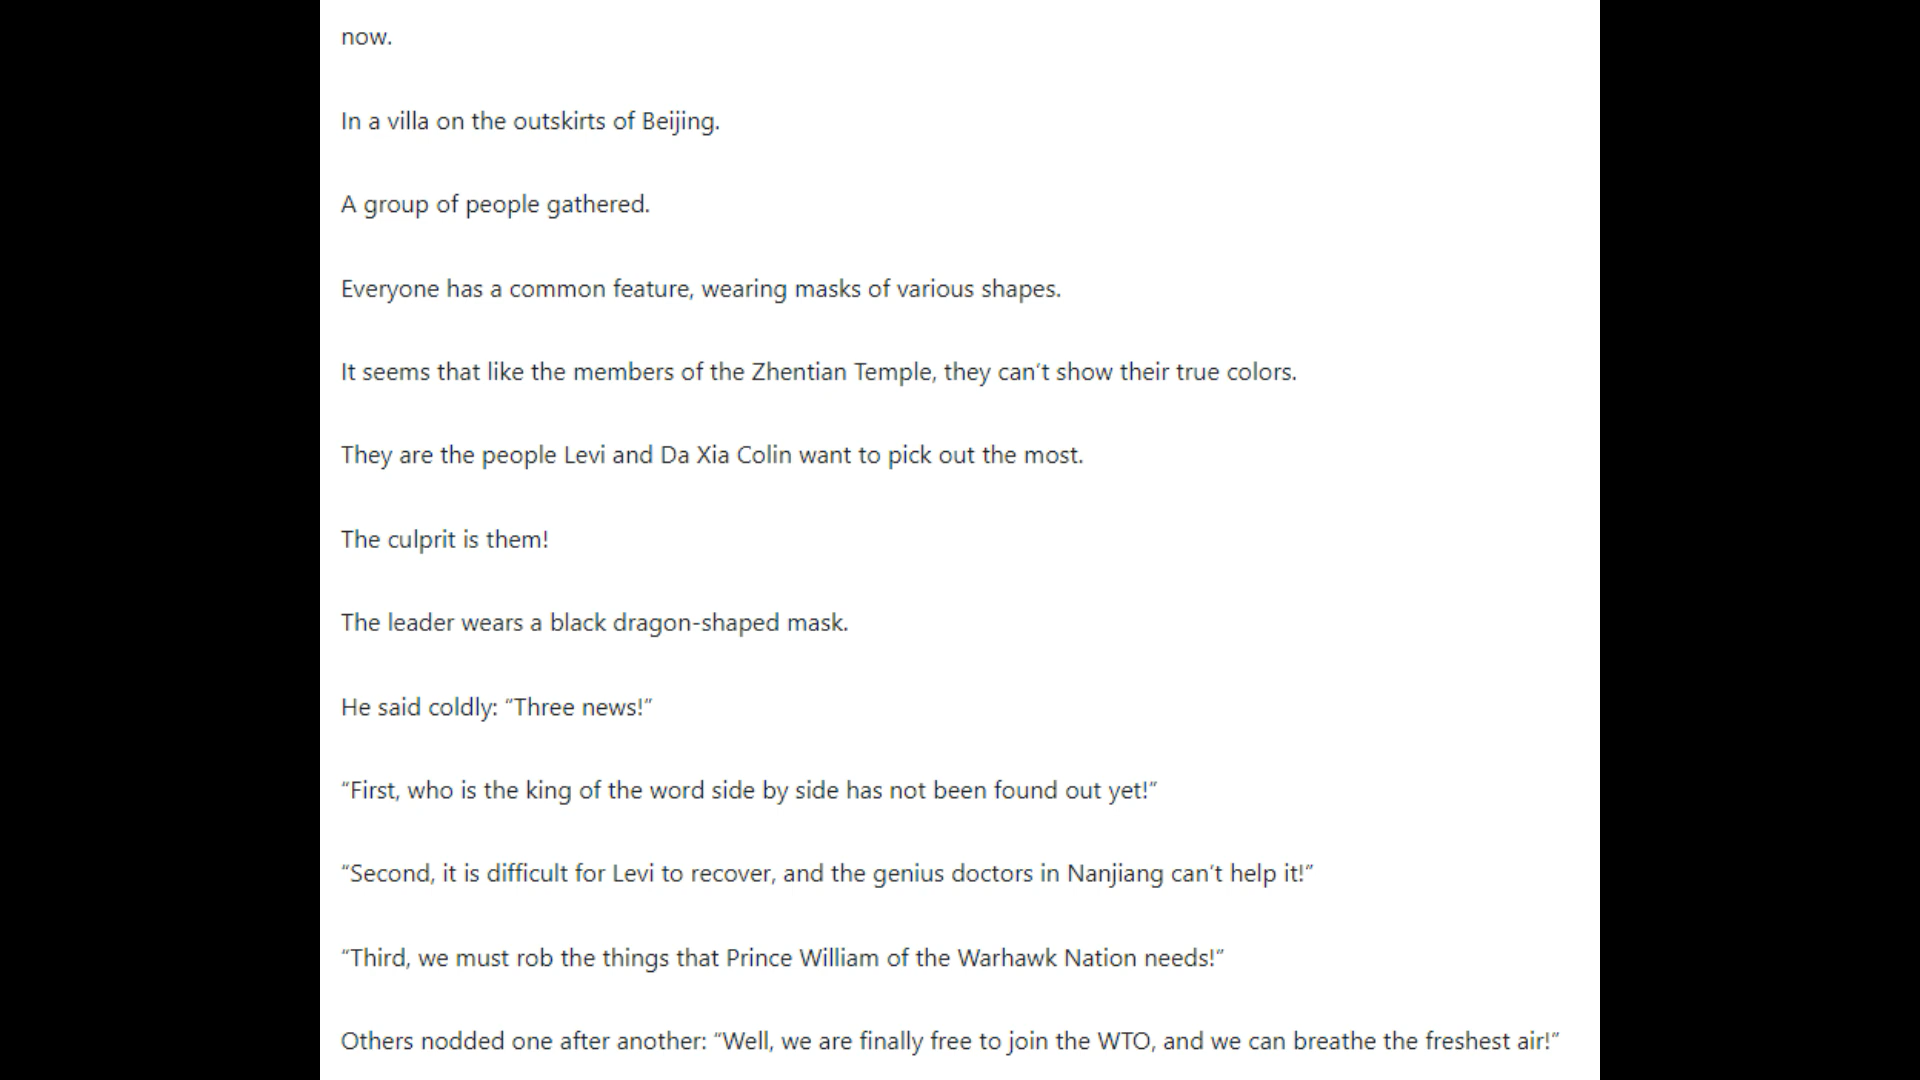 now.
In a villa on the outskirts of Beijing.
A group of people gathered.
Everyone has a common feature, wearing masks of various shapes.
It seems that like the members of the Zhentian Temple, they can’t show their true colors.
They are the people Levi and Da Xia Colin want to pick out the most.
The culprit is them!
The leader wears a black dragon-shaped mask.
He said coldly: “Three news!”
“First, who is the king of the word side by side has not been found out yet!”
“Second, it is difficult for Levi to recover, and the genius doctors in Nanjiang can’t help it!”
“Third, we must rob the things that Prince William of the Warhawk Nation needs!”
Others nodded one after another: “Well, we are finally free to join the WTO, and we can breathe the freshest air!”